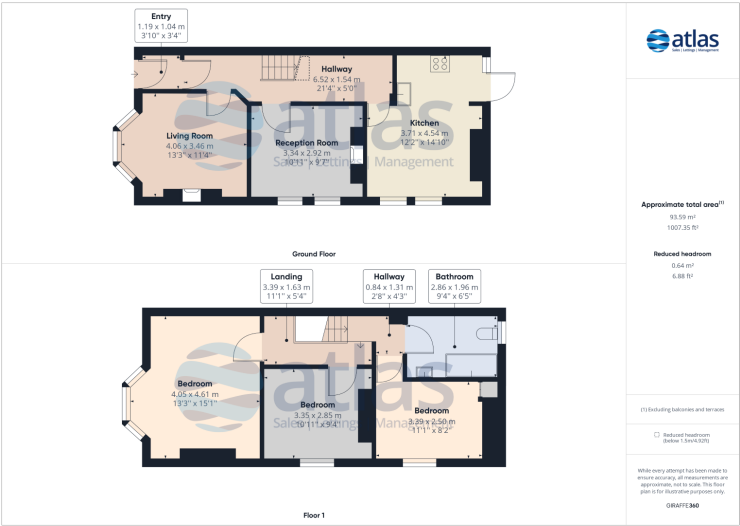 Entry
1.19 x 1.04 m
3'10" x 3'4"
Hallway
6.52 x 1.54 m
21'4" x 5'0"
Living Room
4.06 x 3.46 m
13'3" x 11'4"
Reception Room
3.34 x 2.92 m
10'11" x 9'7"
Kitchen
3.71 x 4.54 m
12'2" x 14'10"
atlas
Sales | Lettings | Management
Ground Floor
Landing
3.39 x 1.63 m
11'1" x 5'4"
Hallway
0.84 x 1.31 m
2'8" x 4'3"
Bathroom
2.86 x 1.96 m
9'4" x 6'5"
Bedroom
4.05 x 4.61 m
13'3" x 15'1"
Bedroom
3.35 x 2.85 m
10'11" x 9'4"
Bedroom
3.39 x 2.50 m
11'1" x 8'2"
atlas
Sales | Lettings | Management
Floor 1
atlas
Sales | Lettings | Management
Approximate total area(1)
93.59 m²
1007.35 ft²
Reduced headroom
0.64 m²
6.88 ft²
(1) Excluding balconies and terraces
Reduced headroom
(below 1.5m/4.92ft)
While every attempt has been made to
ensure accuracy, all measurements are
approximate, not to scale. This floor
plan is for illustrative purposes only.
GIRAFFE360